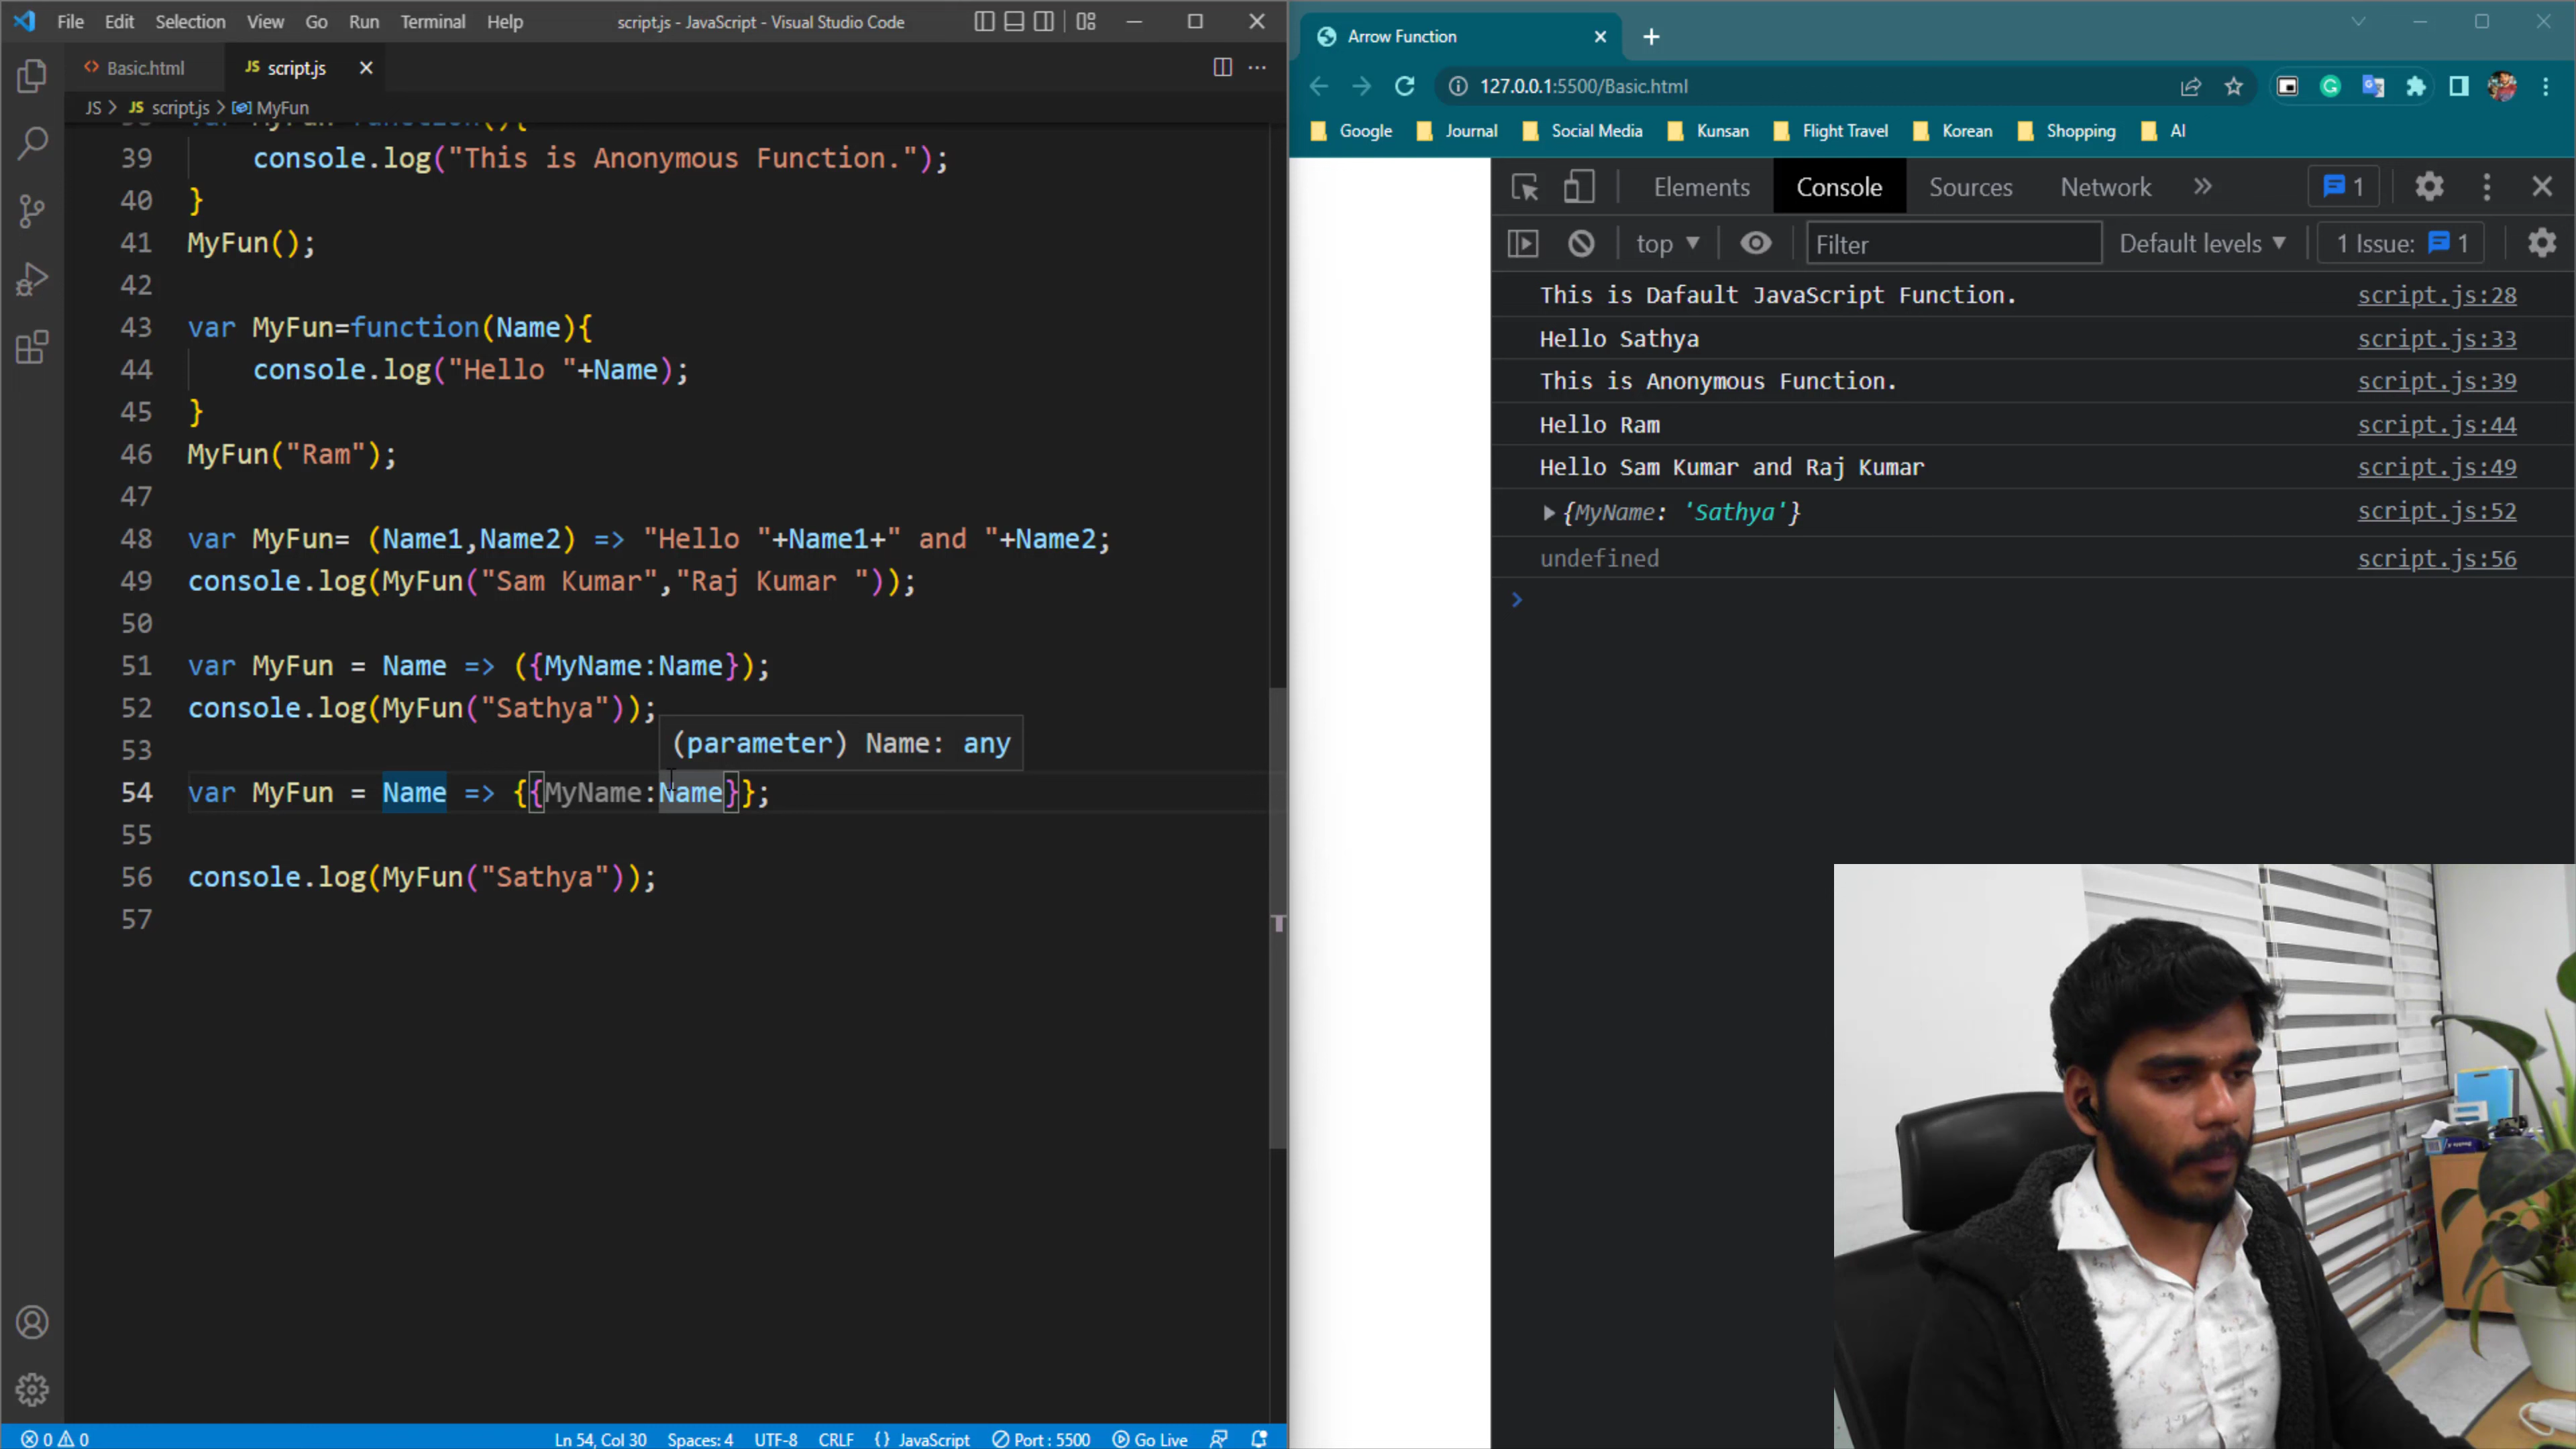 File Edit Selection View Go Run Terminal Help script.js - JavaScript - Visual Studio Code
Basic.html JS script.js
JS > JS script.js > MyFun
39 console.log("This is Anonymous Function.");
40 }
41 MyFun();
42
43 var MyFun=function(Name){
44 console.log("Hello "+Name);
45 }
46 MyFun("Ram");
47
48 var MyFun= (Name1,Name2) => "Hello "+Name1+" and "+Name2;
49 console.log(MyFun("Sam Kumar","Raj Kumar "));
50
51 var MyFun = Name => ({MyName:Name});
52 console.log(MyFun("Sathya"));
(parameter) Name: any
53
54 var MyFun = Name => {{MyName:Name}};
55
56 console.log(MyFun("Sathya"));
57
0 0 Ln 54, Col 30 Spaces: 4 UTF-8 CRLF {} JavaScript Port : 5500 Go Live
Arrow Function
127.0.0.1:5500/Basic.html
Google Journal Social Media Kunsan Flight Travel Korean Shopping AI
Elements Console Sources Network » 1
top ▼ Filter Default levels ▼ 1 Issue: 1
This is Dafault JavaScript Function. script.js:28
Hello Sathya script.js:33
This is Anonymous Function. script.js:39
Hello Ram script.js:44
Hello Sam Kumar and Raj Kumar script.js:49
{MyName: 'Sathya'} script.js:52
undefined script.js:56